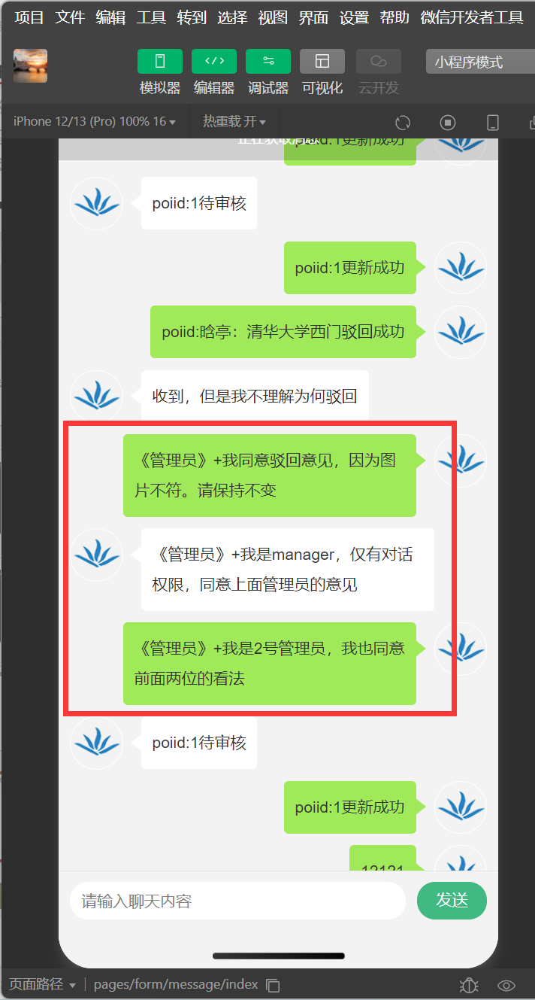 项目 文件 编辑 工具 转到 选择 视图 界面 设置 帮助 微信开发者工具
小程序模式
模拟器 编辑器 调试器 可视化 云开发
iPhone 12/13 (Pro) 100% 16 热重载 开
正在获取消息
poiid:1更新成功
poiid:1待审核
poiid:1更新成功
poiid:晗亭：清华大学西门驳回成功
收到，但是我不理解为何驳回
《管理员》+我同意驳回意见，因为图
片不符。请保持不变
《管理员》+我是manager，仅有对话
权限，同意上面管理员的意见
《管理员》+我是2号管理员，我也同意
前面两位的看法
poiid:1待审核
poiid:1更新成功
12121
请输入聊天内容 发送
页面路径 pages/form/message/index